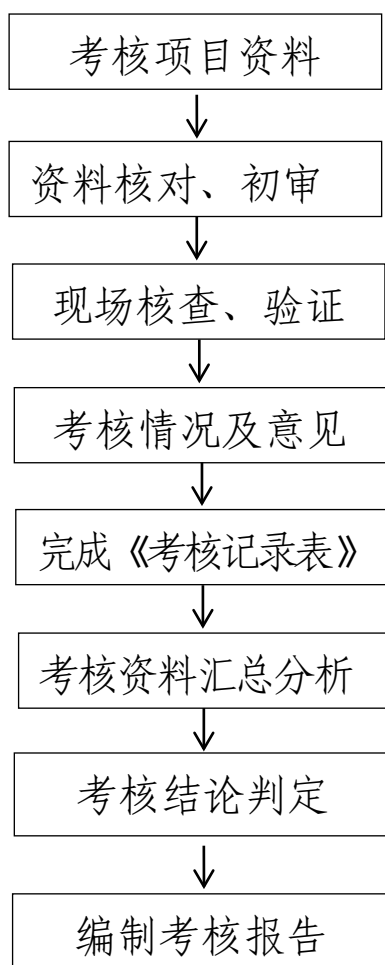 考核项目资料
资料核对、初审
现场核查、验证
考核情况及意见
完成《考核记录表》
考核资料汇总分析
考核结论判定
编制考核报告